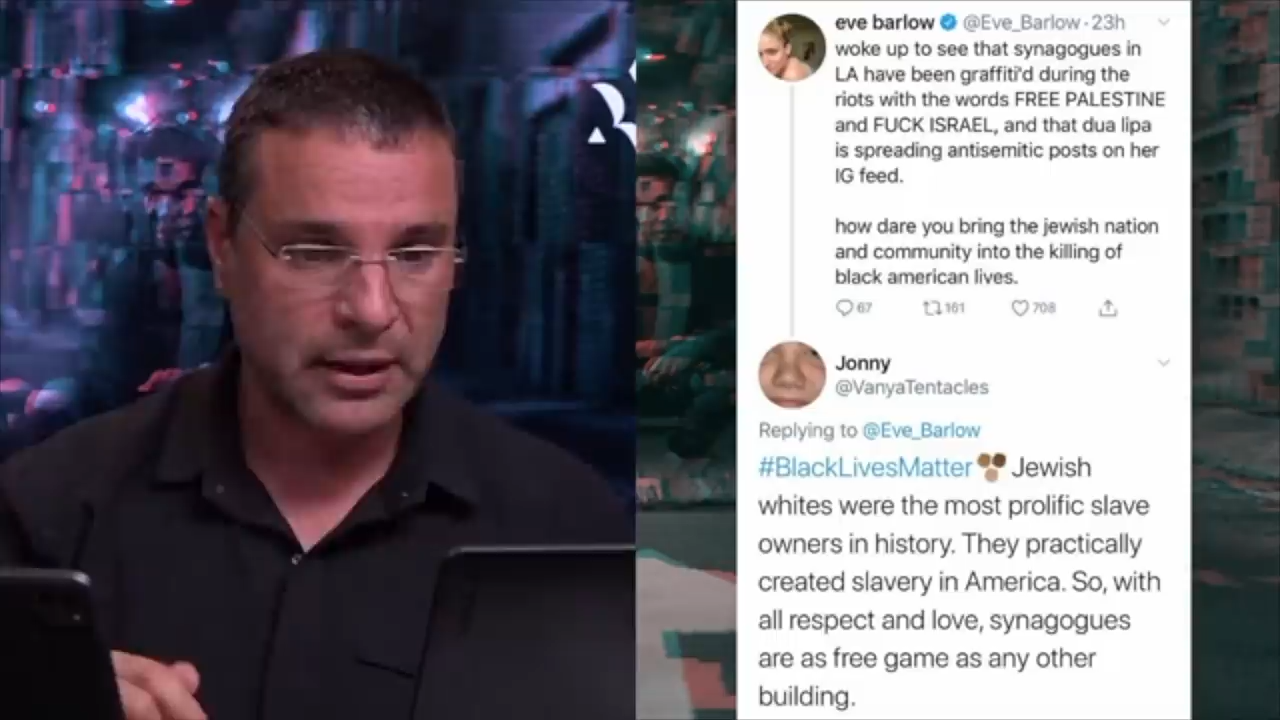 eve barlow @Eve_Barlow · 23h
woke up to see that synagogues in
LA have been graffiti'd during the
riots with the words FREE PALESTINE
and FUCK ISRAEL, and that dua lipa
is spreading antisemitic posts on her
IG feed.
how dare you bring the jewish nation
and community into the killing of
black american lives.
67 161 708
Jonny
@VanyaTentacles
Replying to @Eve_Barlow
#BlackLivesMatter Jewish
whites were the most prolific slave
owners in history. They practically
created slavery in America. So, with
all respect and love, synagogues
are as free game as any other
building.